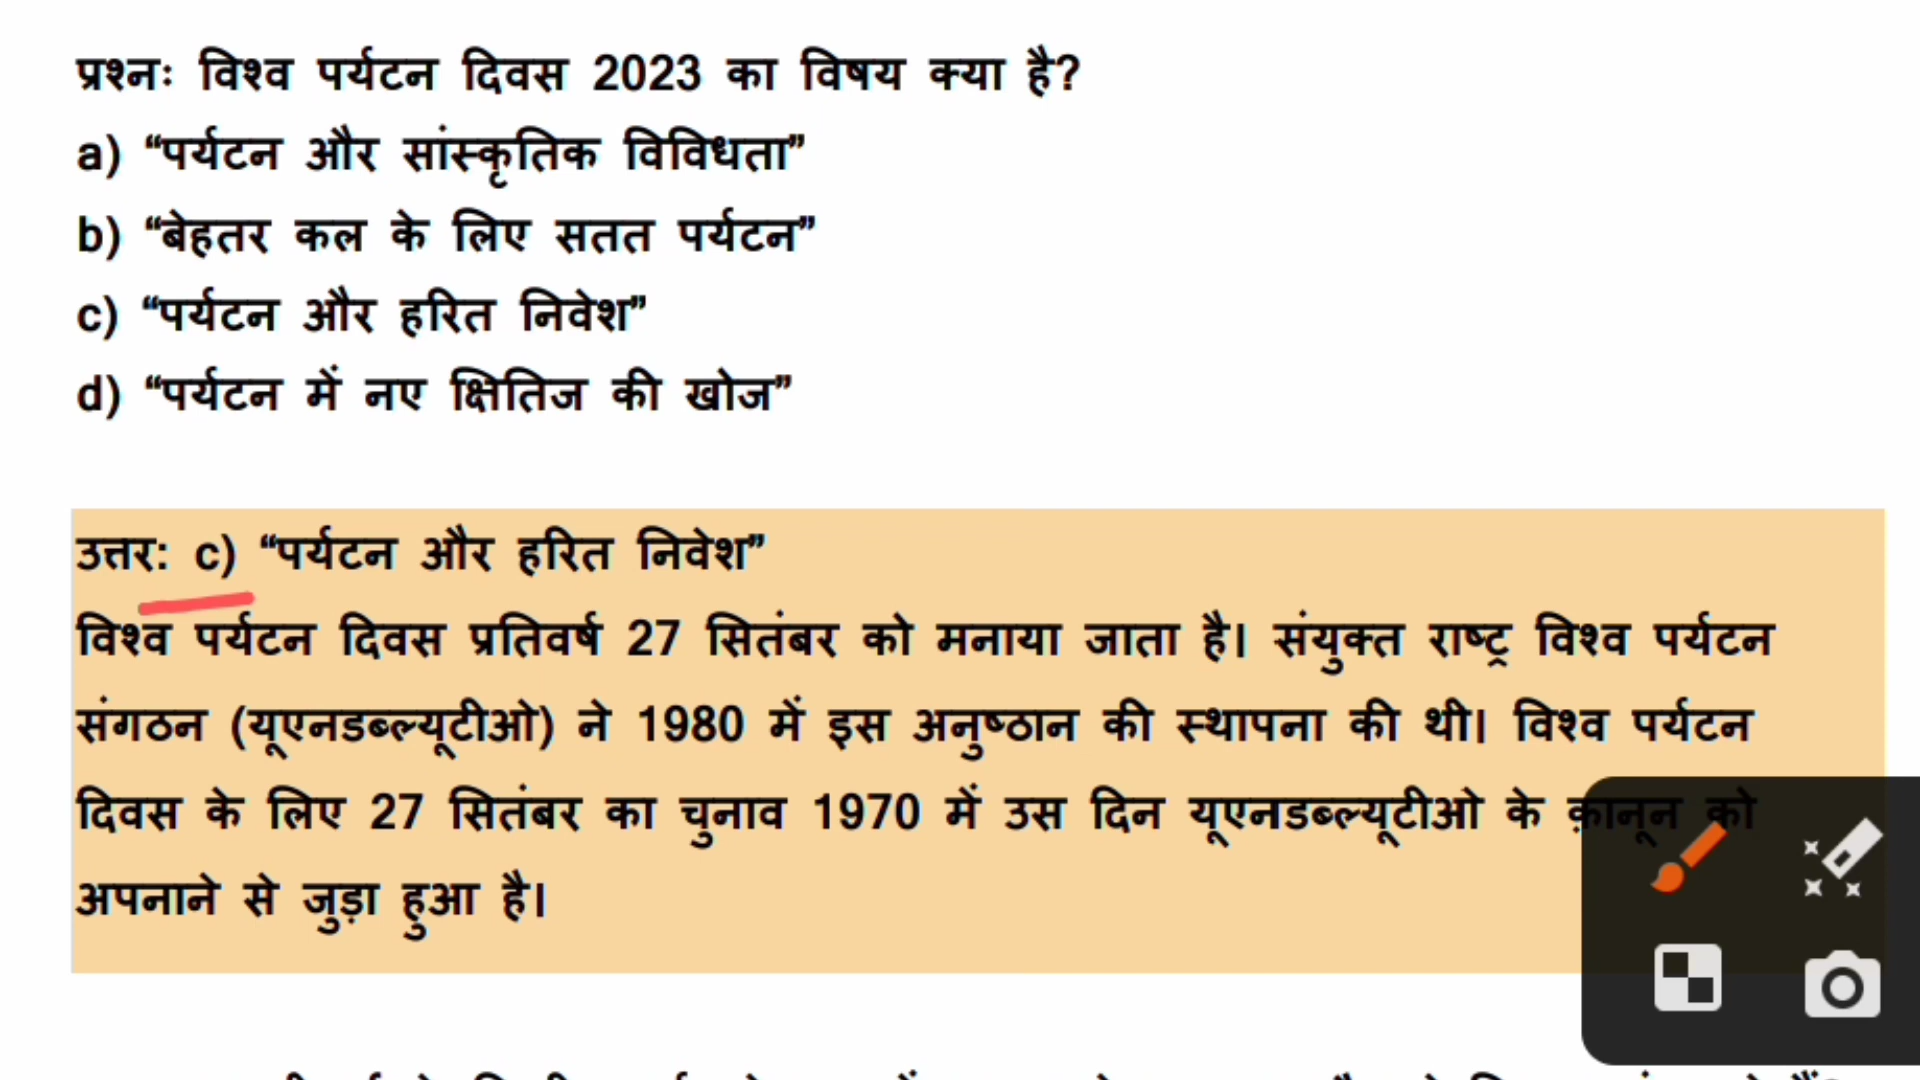 प्रश्नः विश्व पर्यटन दिवस 2023 का विषय क्या है?
a) “पर्यटन और सांस्कृतिक विविधता”
b) “बेहतर कल के लिए सतत पर्यटन”
c) “पर्यटन और हरित निवेश”
d) “पर्यटन में नए क्षितिज की खोज”
उत्तर: c) “पर्यटन और हरित निवेश”
विश्व पर्यटन दिवस प्रतिवर्ष 27 सितंबर को मनाया जाता है। संयुक्त राष्ट्र विश्व पर्यटन
संगठन (यूएनडब्ल्यूटीओ) ने 1980 में इस अनुष्ठान की स्थापना की थी। विश्व पर्यटन
दिवस के लिए 27 सितंबर का चुनाव 1970 में उस दिन यूएनडब्ल्यूटीओ के क़ानून को
अपनाने से जुड़ा हुआ है।